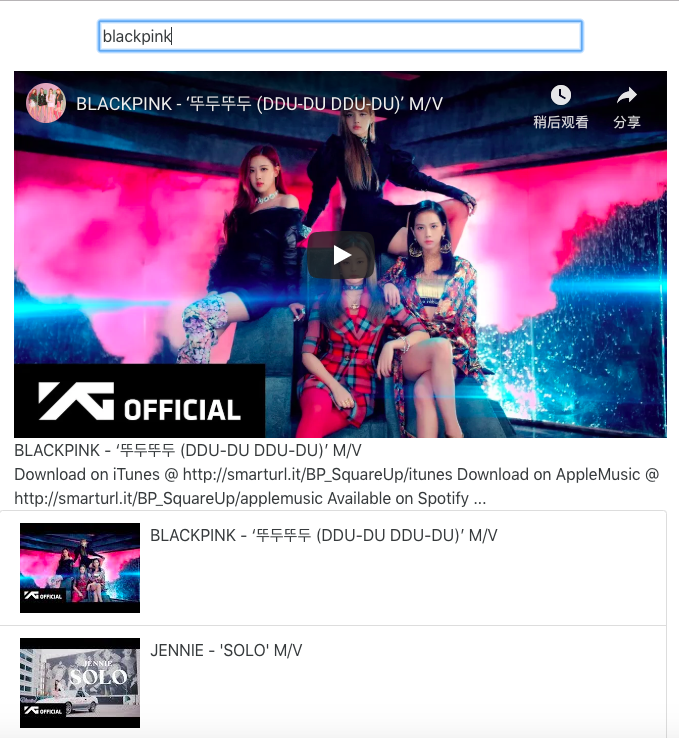 blackpink
BLACKPINK - ‘뚜두뚜두 (DDU-DU DDU-DU)’ M/V
稍后观看
分享
YG OFFICIAL
BLACKPINK - ‘뚜두뚜두 (DDU-DU DDU-DU)’ M/V
Download on iTunes @ http://smarturl.it/BP_SquareUp/itunes Download on AppleMusic @
http://smarturl.it/BP_SquareUp/applemusic Available on Spotify ...
BLACKPINK - ‘뚜두뚜두 (DDU-DU DDU-DU)’ M/V
YG OFFICIAL
JENNIE - 'SOLO' M/V
JENNIE
SOLO
YG OFFICIAL